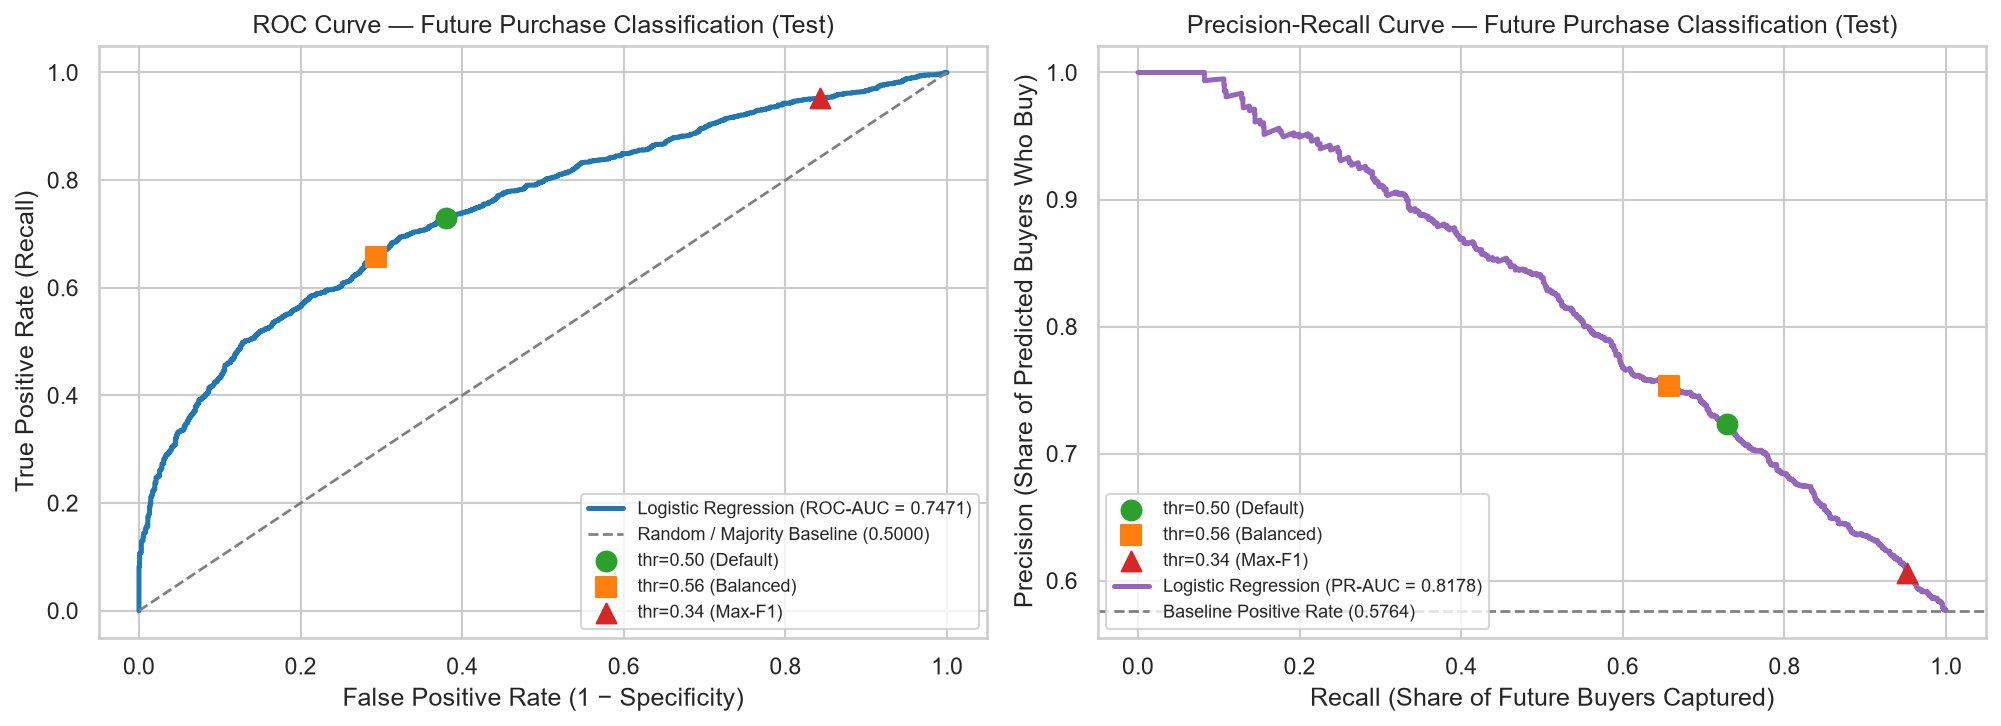 ROC Curve — Future Purchase Classification (Test)
True Positive Rate (Recall)
1.0
0.8
0.6
0.4
0.2
0.0
Logistic Regression (ROC-AUC = 0.7471)
Random / Majority Baseline (0.5000)
thr=0.50 (Default)
thr=0.56 (Balanced)
thr=0.34 (Max-F1)
0.0 0.2 0.4 0.6 0.8 1.0
False Positive Rate (1 − Specificity)
Precision-Recall Curve — Future Purchase Classification (Test)
Precision (Share of Predicted Buyers Who Buy)
1.0
0.9
0.8
0.7
0.6
thr=0.50 (Default)
thr=0.56 (Balanced)
thr=0.34 (Max-F1)
Logistic Regression (PR-AUC = 0.8178)
Baseline Positive Rate (0.5764)
0.0 0.2 0.4 0.6 0.8 1.0
Recall (Share of Future Buyers Captured)